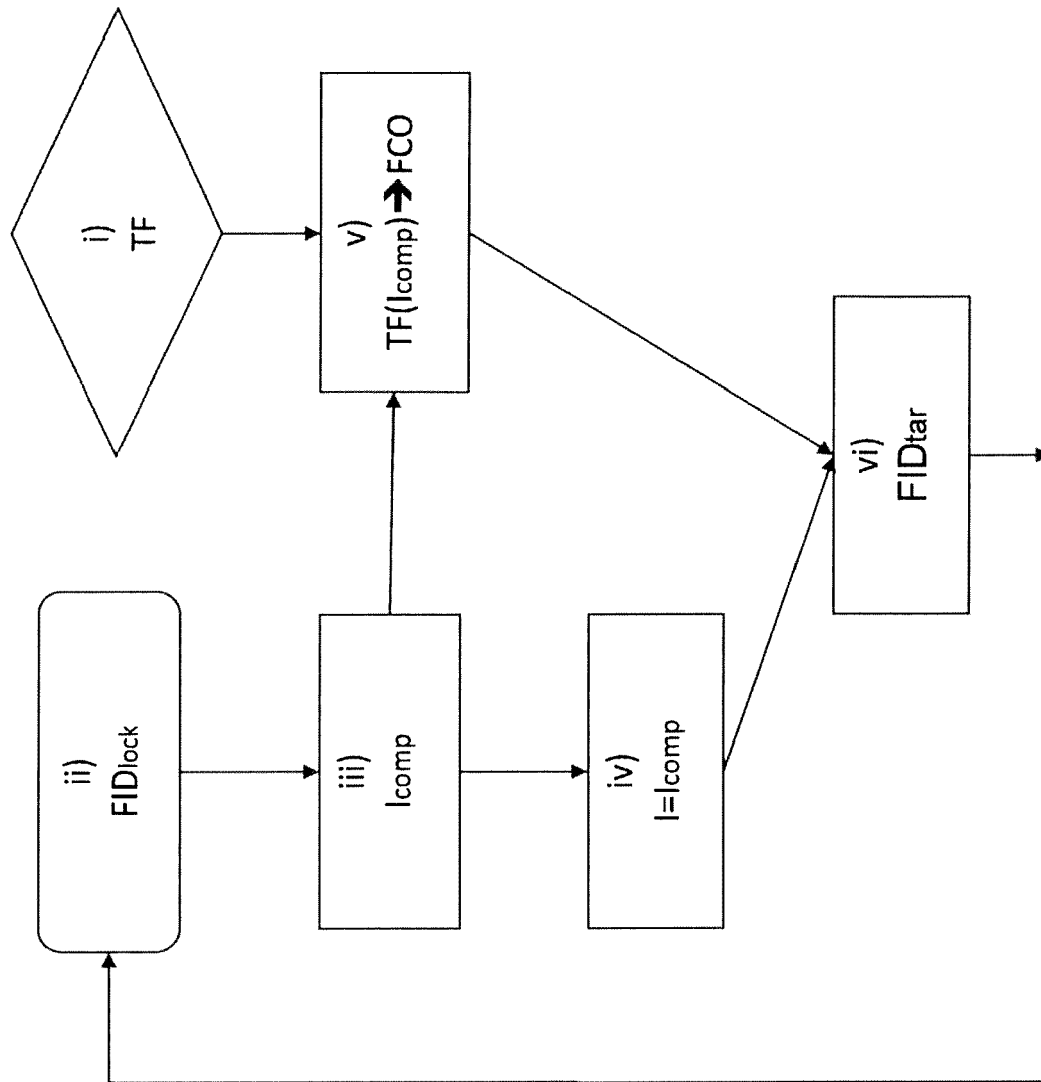 i)
TF
ii)
FIDlock
iii)
Icomp
iv)
I=Icomp
v)
TF(Icomp)➔FCO
vi)
FIDtar